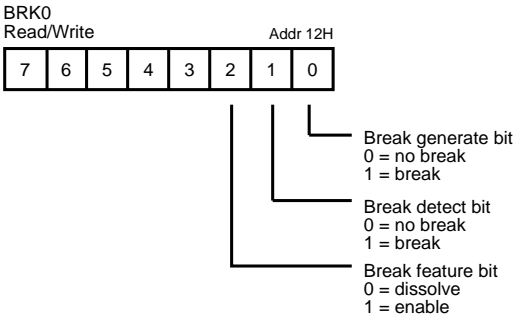 BRK0
Read/Write Addr 12H
7 6 5 4 3 2 1 0
Break generate bit
0 = no break
1 = break
Break detect bit
0 = no break
1 = break
Break feature bit
0 = dissolve
1 = enable